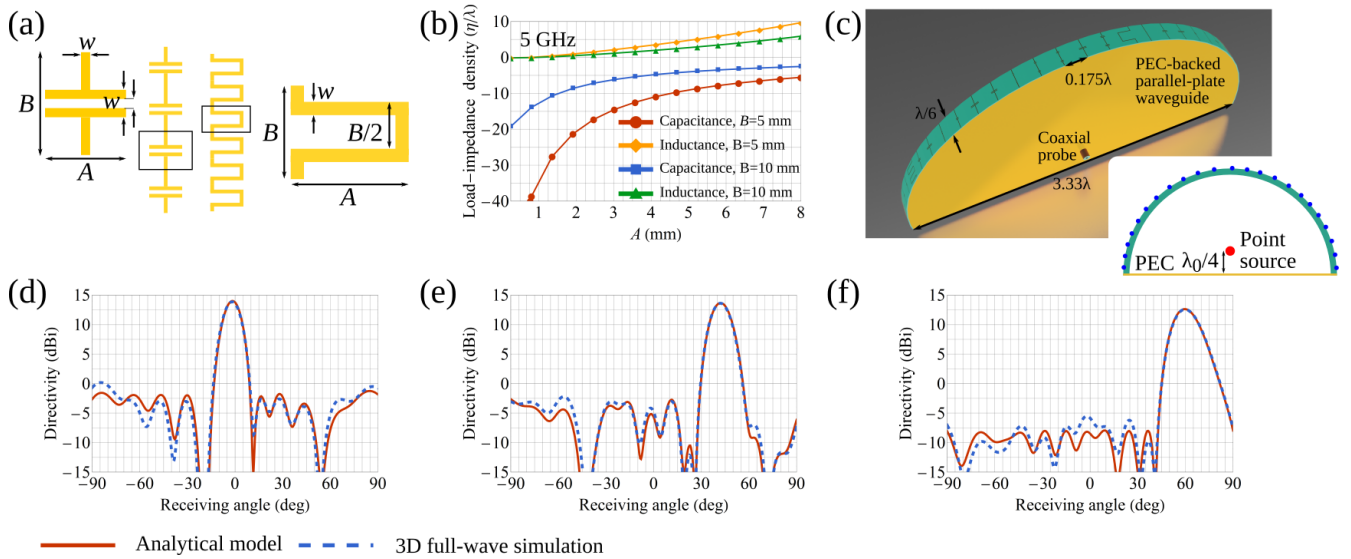 (a)
w
B
w
A
w
B
B/2
A
(b)
5 GHz
Load−impedance density (η/λ)
10
0
−10
−20
−30
−40
1 2 3 4 5 6 7 8
A (mm)
Capacitance, B=5 mm
Inductance, B=5 mm
Capacitance, B=10 mm
Inductance, B=10 mm
(c)
λ/6
0.175λ
PEC-backed
parallel-plate
waveguide
Coaxial
probe
3.33λ
Point
source
PEC
λ₀/4
(d)
Directivity (dBi)
15
10
5
0
−5
−10
−15
−90 −60 −30 0 30 60 90
Receiving angle (deg)
(e)
Directivity (dBi)
15
10
5
0
−5
−10
−15
−90 −60 −30 0 30 60 90
Receiving angle (deg)
(f)
Directivity (dBi)
15
10
5
0
−5
−10
−15
−90 −60 −30 0 30 60 90
Receiving angle (deg)
Analytical model
3D full-wave simulation